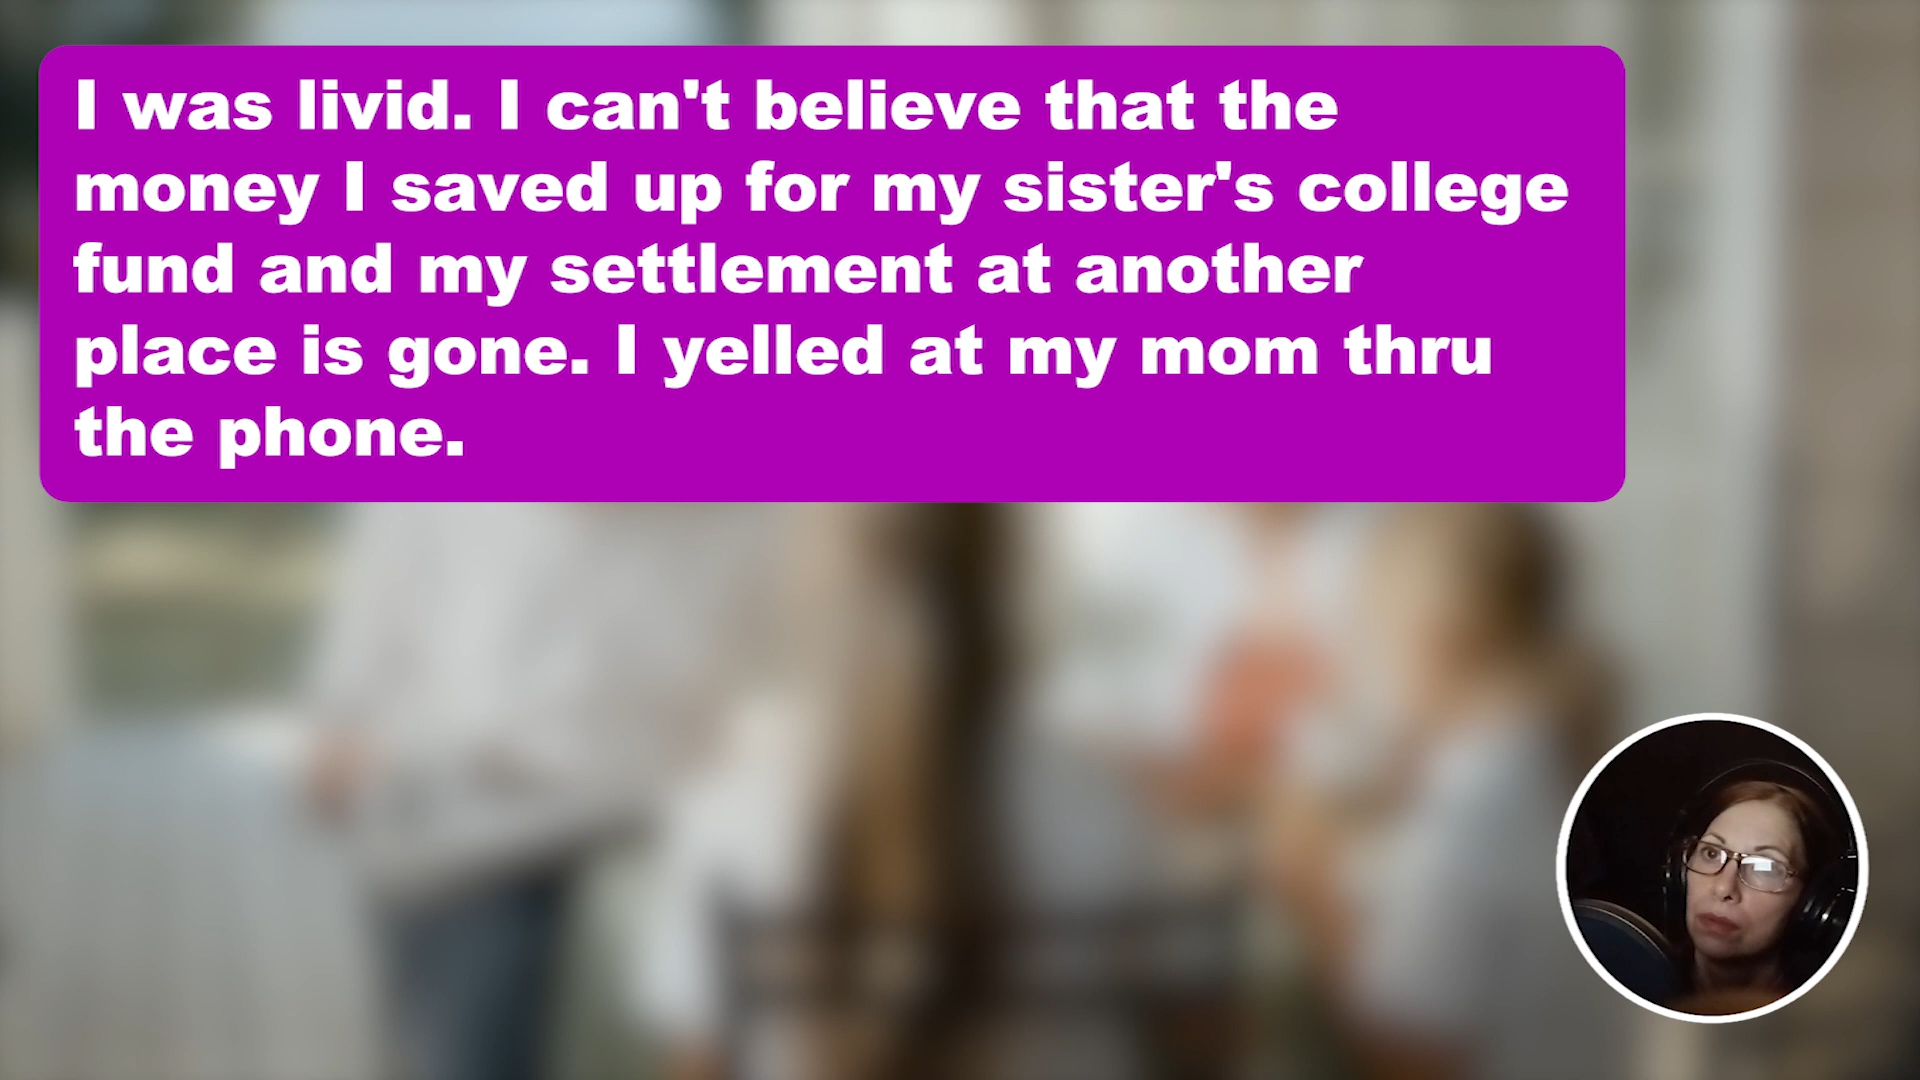 I was livid. I can't believe that the
money I saved up for my sister's college
fund and my settlement at another
place is gone. I yelled at my mom thru
the phone.